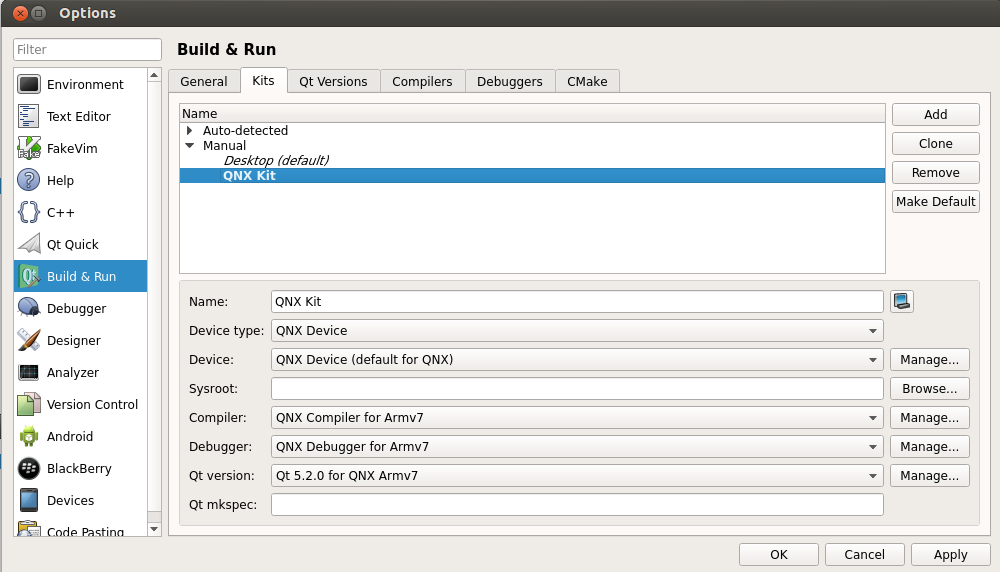 Options
Filter
Environment
Text Editor
FakeVim
Help
C++
Qt Quick
Build & Run
Debugger
Designer
Analyzer
Version Control
Android
BlackBerry
Devices
Code Pasting
Build & Run
General Kits Qt Versions Compilers Debuggers CMake
Name
Auto-detected
Manual
Desktop (default)
QNX Kit
Add
Clone
Remove
Make Default
Name: QNX Kit
Device type: QNX Device
Device: QNX Device (default for QNX) Manage...
Sysroot: Browse...
Compiler: QNX Compiler for Armv7 Manage...
Debugger: QNX Debugger for Armv7 Manage...
Qt version: Qt 5.2.0 for QNX Armv7 Manage...
Qt mkspec:
OK Cancel Apply